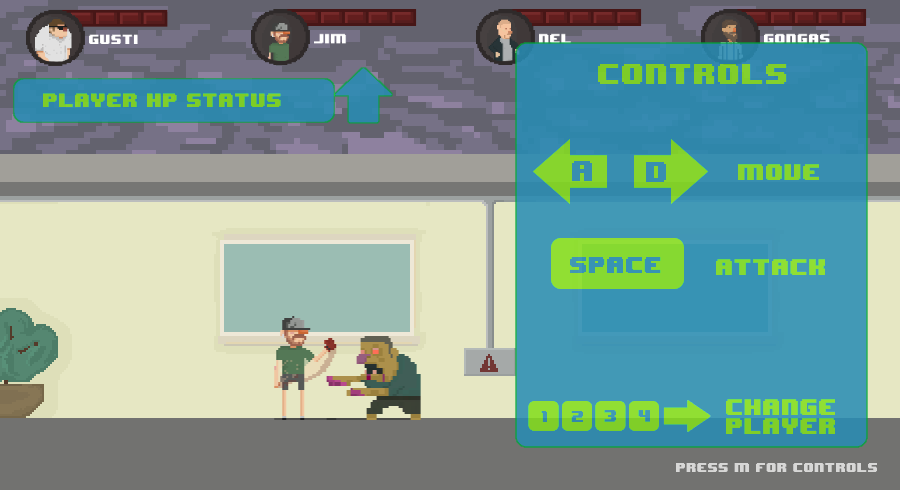 GUSTI
JIM
NEL
GONGAS
PLAYER HP STATUS
CONTROLS
A D MOVE
SPACE ATTACK
1 2 3 4 CHANGE
PLAYER
PRESS M FOR CONTROLS